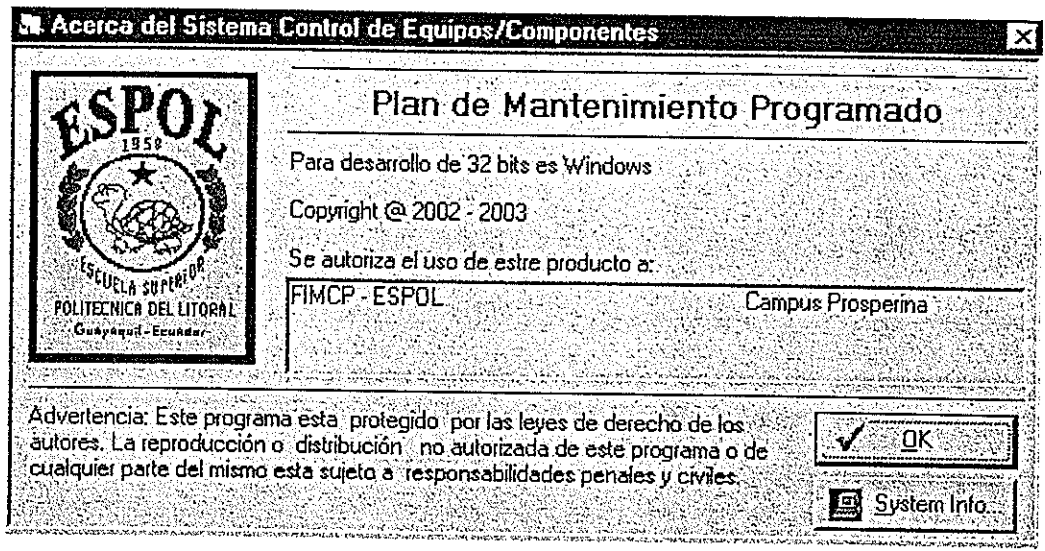 Acerca del Sistema Control de Equipos/Componentes
ESPOL
1958
ESCUELA SUPERIOR
POLITECNICA DEL LITORAL
Guayaquil - Ecuador
Plan de Mantenimiento Programado
Para desarrollo de 32 bits es Windows
Copyright @ 2002 - 2003
Se autoriza el uso de estre producto a:
FIMCP - ESPOL Campus Prosperina
Advertencia: Este programa esta protegido por las leyes de derecho de los
autores. La reproducción o distribución no autorizada de este programa o de
cualquier parte del mismo esta sujeto a responsabilidades penales y civiles.
OK
System Info...